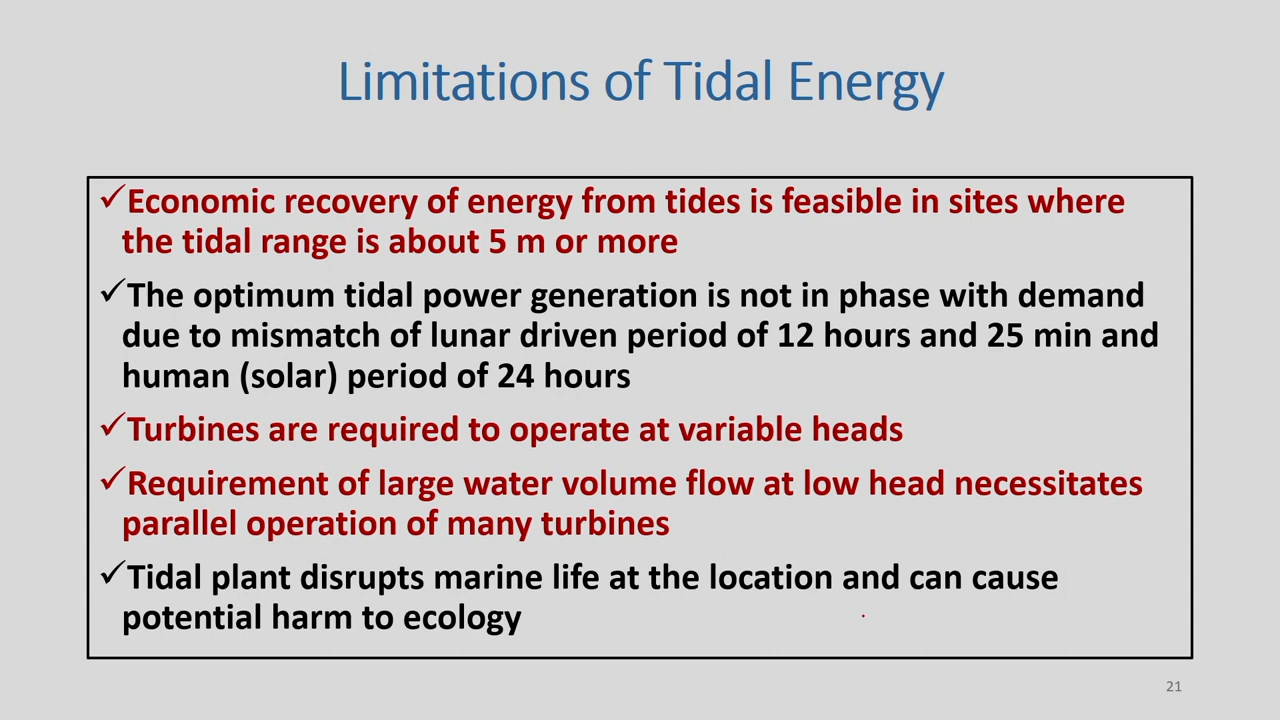 Limitations of Tidal Energy
✓Economic recovery of energy from tides is feasible in sites where
the tidal range is about 5 m or more
✓The optimum tidal power generation is not in phase with demand
due to mismatch of lunar driven period of 12 hours and 25 min and
human (solar) period of 24 hours
✓Turbines are required to operate at variable heads
✓Requirement of large water volume flow at low head necessitates
parallel operation of many turbines
✓Tidal plant disrupts marine life at the location and can cause
potential harm to ecology
21